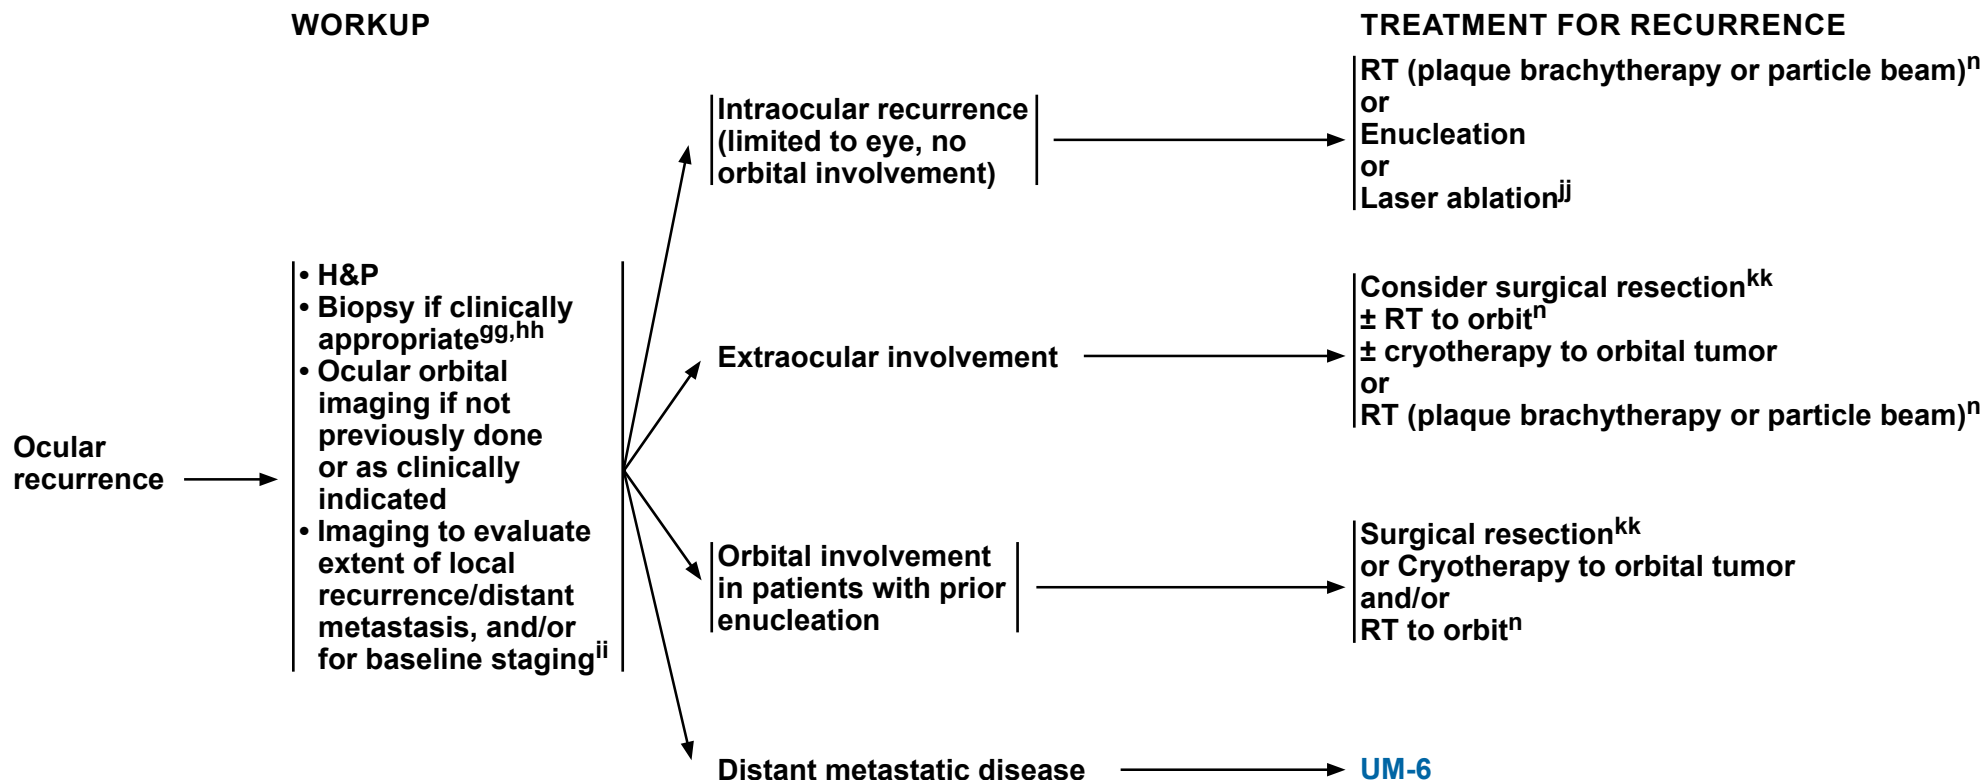 WORKUP
TREATMENT FOR RECURRENCE
Ocular
recurrence
• H&P
• Biopsy if clinically
appropriategg,hh
• Ocular orbital
imaging if not
previously done
or as clinically
indicated
• Imaging to evaluate
extent of local
recurrence/distant
metastasis, and/or
for baseline stagingii
Intraocular recurrence
(limited to eye, no
orbital involvement)
RT (plaque brachytherapy or particle beam)n
or
Enucleation
or
Laser ablationjj
Extraocular involvement
Consider surgical resectionkk
± RT to orbitn
± cryotherapy to orbital tumor
or
RT (plaque brachytherapy or particle beam)n
Orbital involvement
in patients with prior
enucleation
Surgical resectionkk
or Cryotherapy to orbital tumor
and/or
RT to orbitn
Distant metastatic disease
UM-6